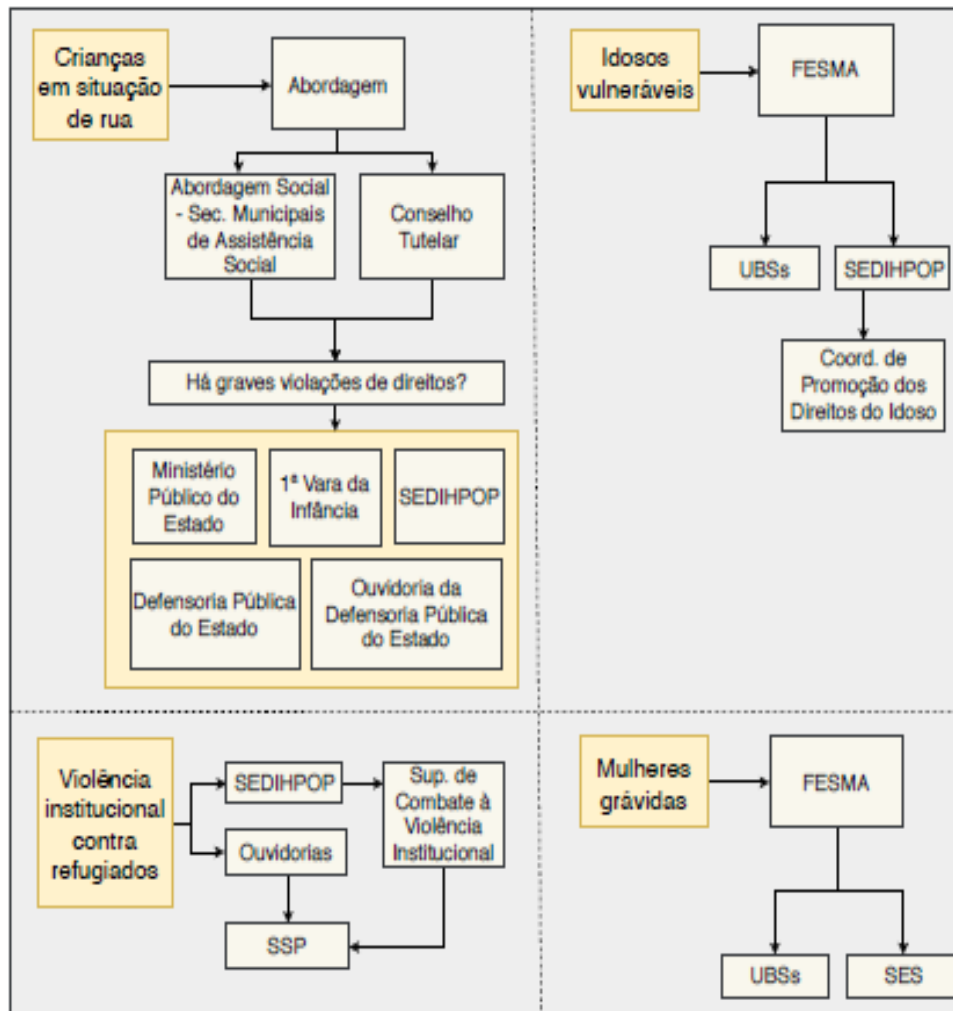 Crianças
em situação
de rua
Abordagem
Abordagem Social
- Sec. Municipais
de Assistência
Social
Conselho
Tutelar
Há graves violações de direitos?
Ministério
Público do
Estado
1ª Vara da
Infância
SEDIHPOP
Defensoria Pública
do Estado
Ouvidoria da
Defensoria Pública
do Estado
Idosos
vulneráveis
FESMA
UBSs
SEDIHPOP
Coord. de
Promoção dos
Direitos do Idoso
Violência
institucional
contra
refugiados
SEDIHPOP
Ouvidorias
Sup. de
Combate à
Violência
Institucional
SSP
Mulheres
grávidas
FESMA
UBSs
SES